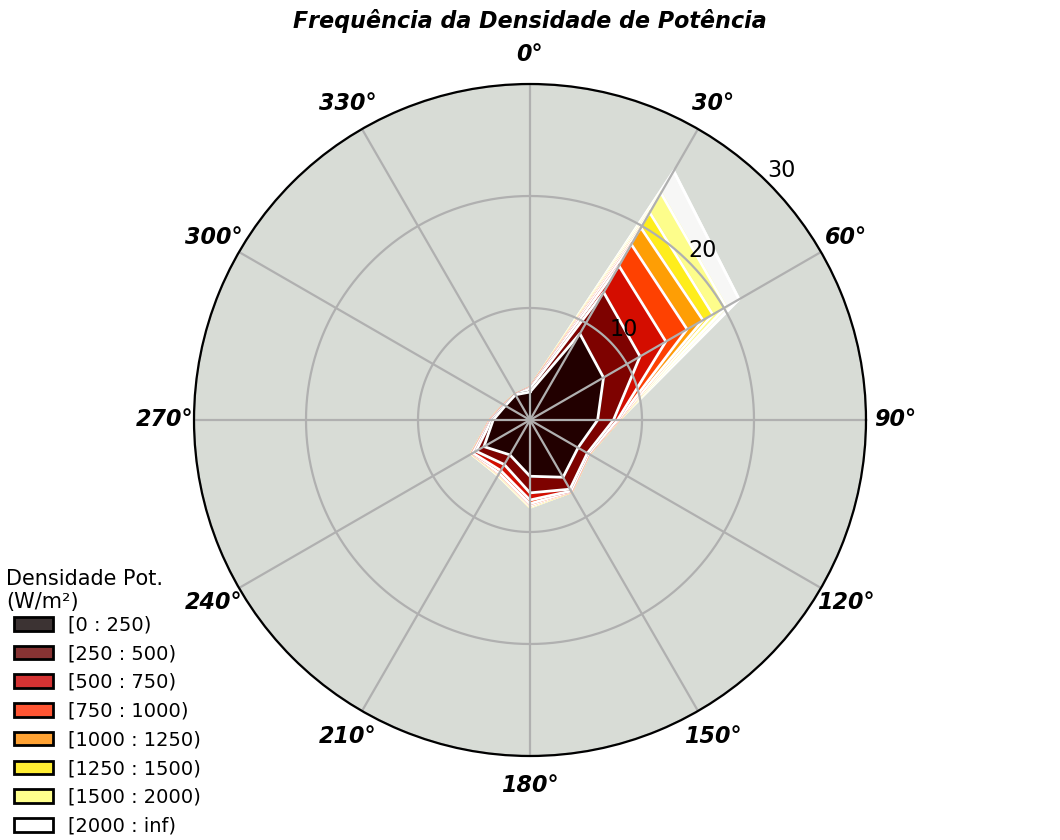 Frequência da Densidade de Potência
0°
330°
30°
30
300°
60°
20
10
270°
90°
240°
120°
210°
150°
180°
Densidade Pot.
(W/m²)
[0 : 250)
[250 : 500)
[500 : 750)
[750 : 1000)
[1000 : 1250)
[1250 : 1500)
[1500 : 2000)
[2000 : inf)